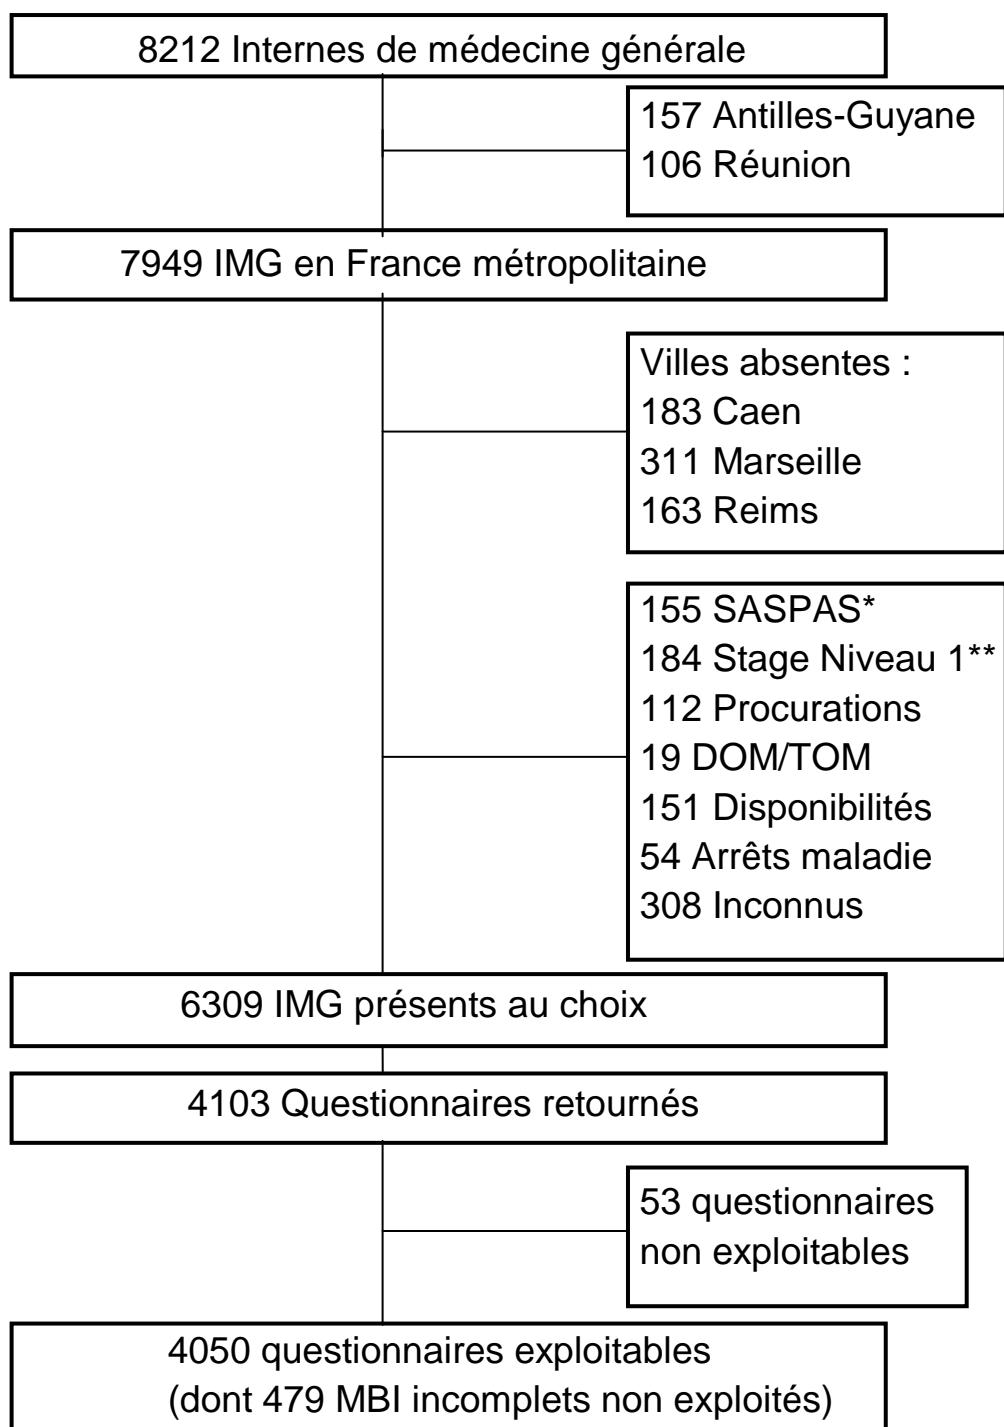 8212 Internes de médecine générale
157 Antilles-Guyane
106 Réunion
7949 IMG en France métropolitaine
Villes absentes :
183 Caen
311 Marseille
163 Reims
155 SASPAS*
184 Stage Niveau 1**
112 Procurations
19 DOM/TOM
151 Disponibilités
54 Arrêts maladie
308 Inconnus
6309 IMG présents au choix
4103 Questionnaires retournés
53 questionnaires
non exploitables
4050 questionnaires exploitables
(dont 479 MBI incomplets non exploités)